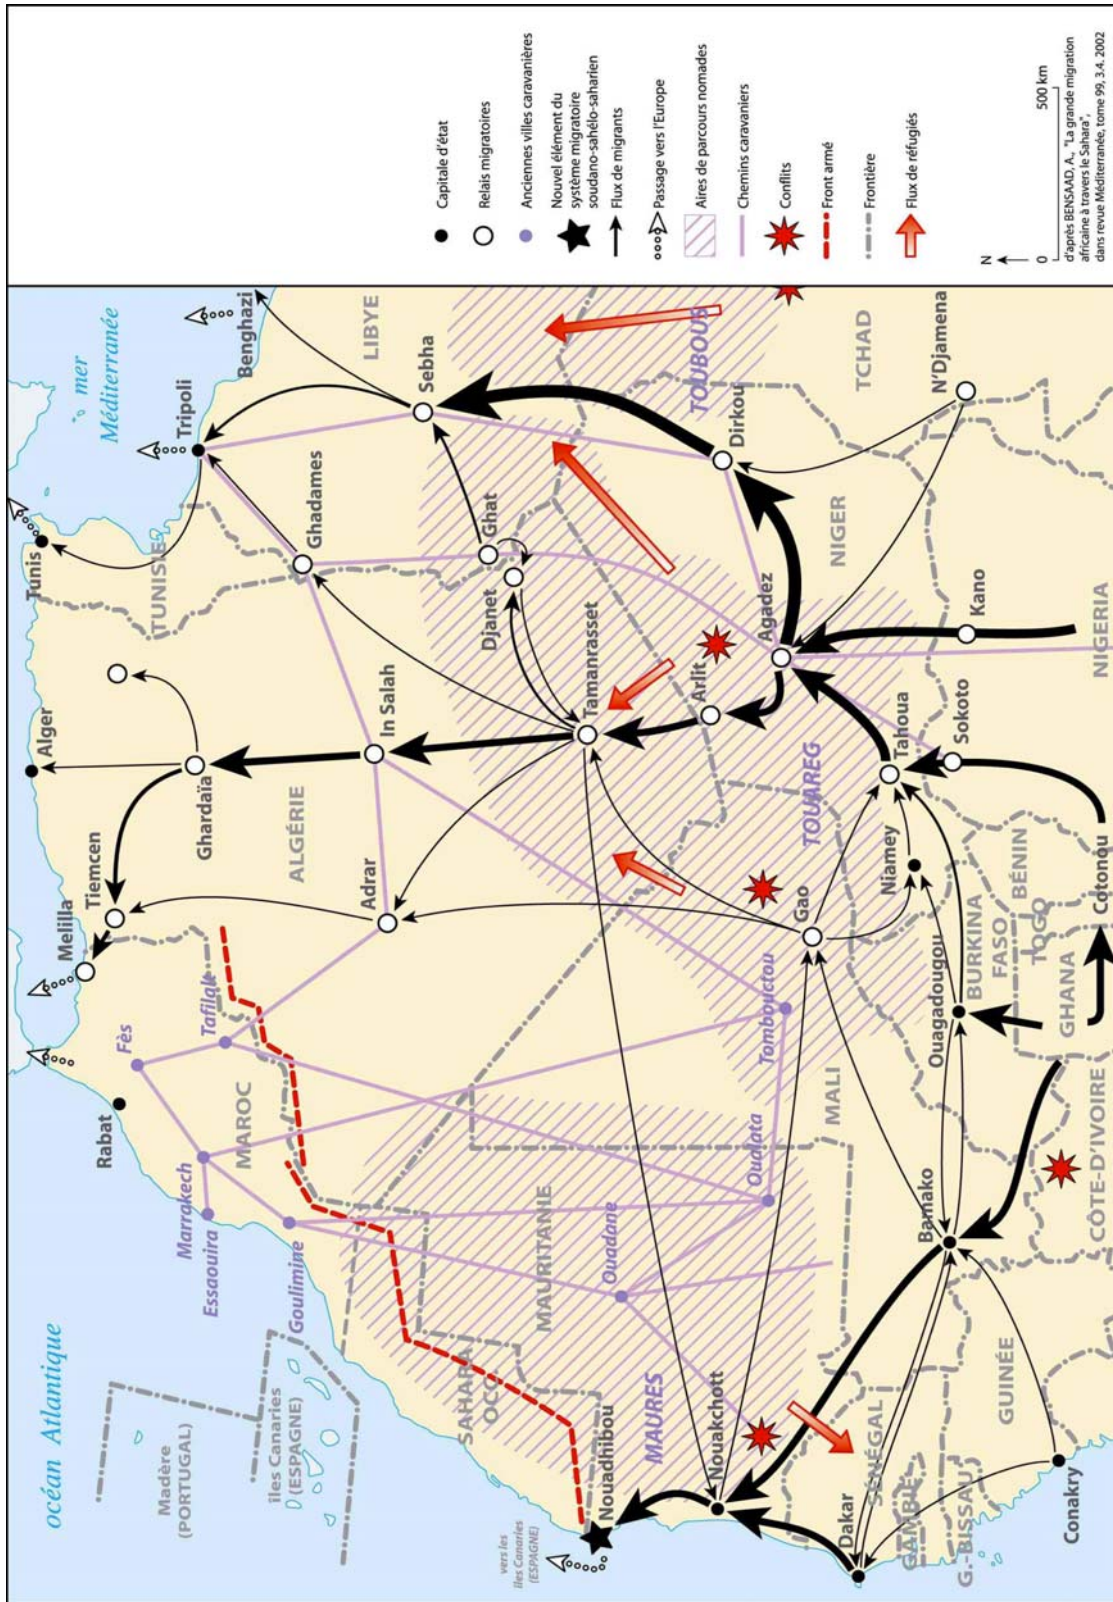 océan Atlantique
Madère
(PORTUGAL)
îles Canaries
(ESPAGNE)
vers les
îles Canaries
(ESPAGNE)
mer
Méditerranée
Rabat
Fès
Tafilalt
Marrakech
Essaouira
Goulimine
MAROC
Melilla
Tiemcen
Alger
Ghardaïa
ALGÉRIE
Adrar
In Salah
Tunis
TUNISIE
Tripoli
Ghadames
Benghazi
LIBYE
Sebha
Ghat
Djanet
Tamanrasset
SAHARA
OCC.
Nouadhibou
MAURITANIE
Ouadane
MAURES
Nouakchott
Oualata
Tombouctou
MALI
Gao
TOUAREG
Arlit
Agadez
Tahoua
Niamey
NIGER
Dirkou
TOUBOUS
TCHAD
N'Djamena
Kano
Sokoto
NIGERIA
Dakar
SÉNÉGAL
GAMBIE
G.-BISSAU
GUINÉE
Conakry
Bamako
CÔTE-D'IVOIRE
Ouagadougou
BURKINA
FASO
GHANA
TOGO
BÉNIN
Cotonou
Capitale d'état
Relais migratoires
Anciennes villes caravanières
Nouvel élément du
système migratoire
soudano-sahélo-saharien
Flux de migrants
Passage vers l'Europe
Aires de parcours nomades
Chemins caravaniers
Conflits
Front armé
Frontière
Flux de réfugiés
N
0
500 km
d'après BENSAAD, A., "La grande migration
africaine à travers le Sahara",
dans revue Méditerranée, tome 99, 3.4. 2002